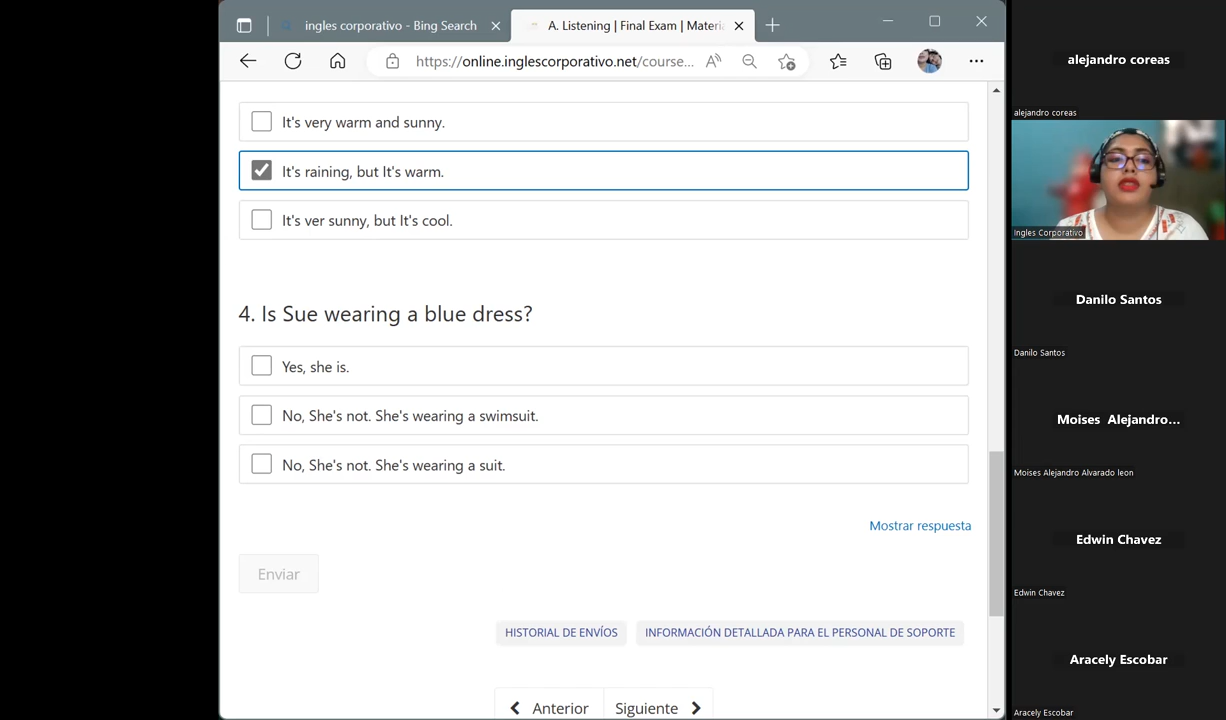 ingles corporativo - Bing Search
A. Listening | Final Exam | Materia
https://online.inglescorporativo.net/course...
It's very warm and sunny.
It's raining, but It's warm.
It's ver sunny, but It's cool.
4. Is Sue wearing a blue dress?
Yes, she is.
No, She's not. She's wearing a swimsuit.
No, She's not. She's wearing a suit.
Mostrar respuesta
Enviar
HISTORIAL DE ENVÍOS
INFORMACIÓN DETALLADA PARA EL PERSONAL DE SOPORTE
Anterior
Siguiente
alejandro coreas
alejandro coreas
Ingles Corporativo
Danilo Santos
Danilo Santos
Moises Alejandro...
Moises Alejandro Alvarado leon
Edwin Chavez
Edwin Chavez
Aracely Escobar
Aracely Escobar